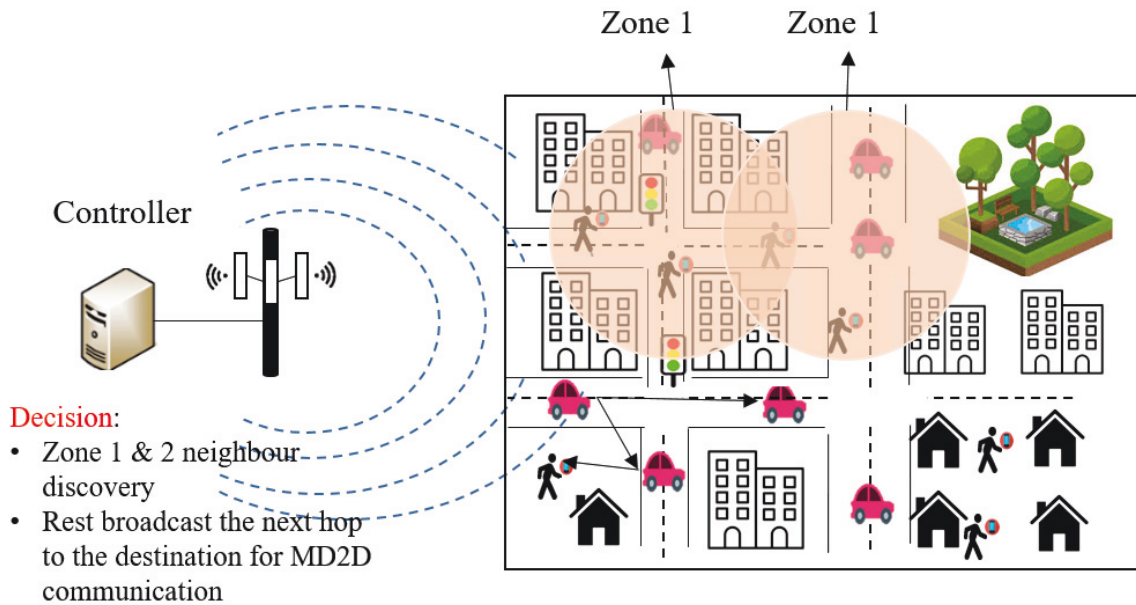 Zone 1
Zone 1
Controller
Decision:
• Zone 1 & 2 neighbour
discovery
• Rest broadcast the next hop
to the destination for MD2D
communication